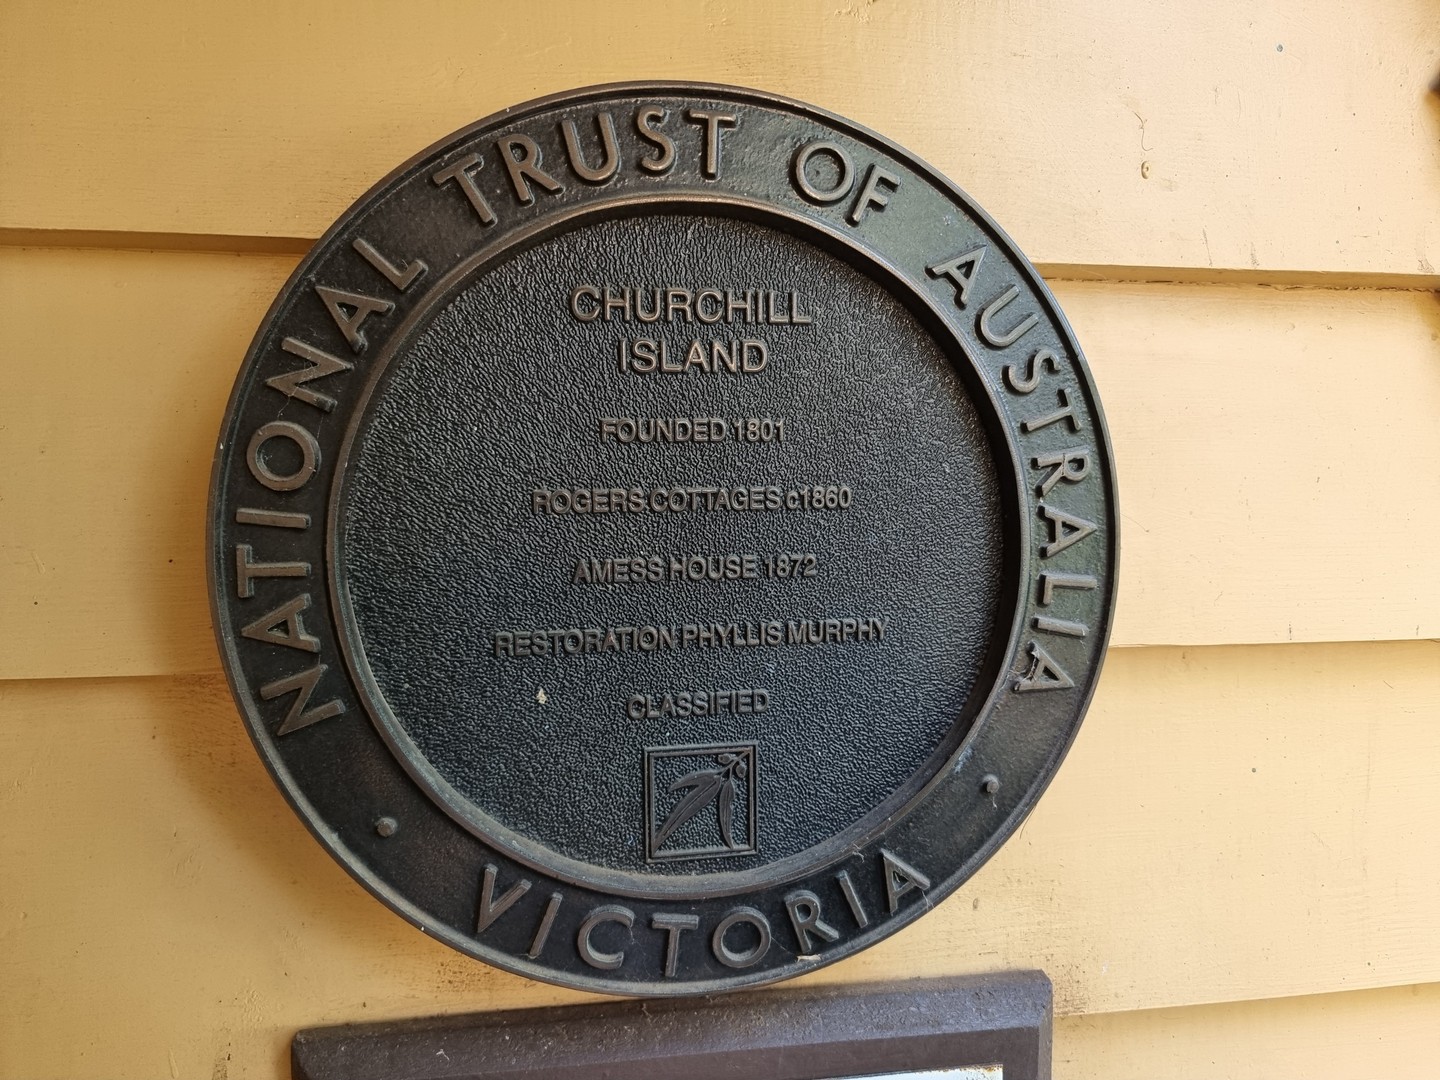 NATIONAL TRUST OF AUSTRALIA
CHURCHILL
ISLAND
FOUNDED 1801
ROGERS COTTAGES c1860
AMESS HOUSE 1872
RESTORATION PHYLLIS MURPHY
CLASSIFIED
• VICTORIA •